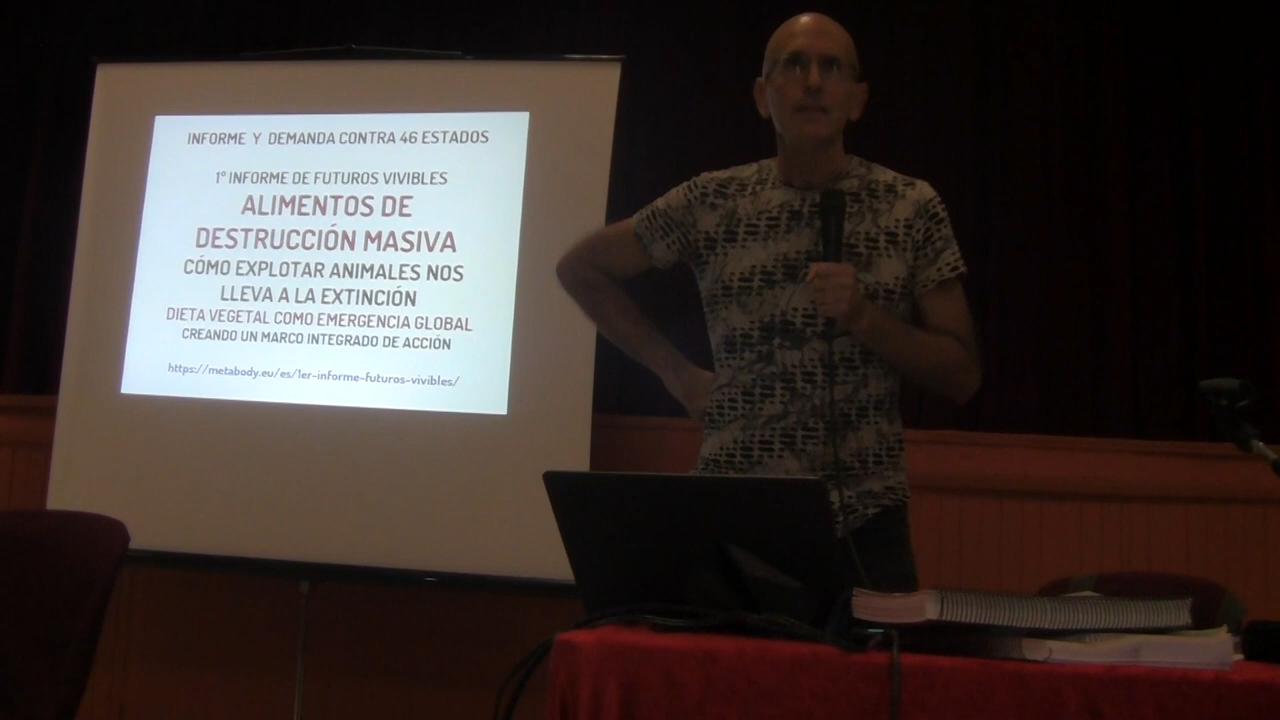 INFORME Y DEMANDA CONTRA 46 ESTADOS
1º INFORME DE FUTUROS VIVIBLES
ALIMENTOS DE
DESTRUCCIÓN MASIVA
CÓMO EXPLOTAR ANIMALES NOS
LLEVA A LA EXTINCIÓN
DIETA VEGETAL COMO EMERGENCIA GLOBAL
CREANDO UN MARCO INTEGRADO DE ACCIÓN
https://metabody.eu/es/1er-informe-futuros-vivibles/